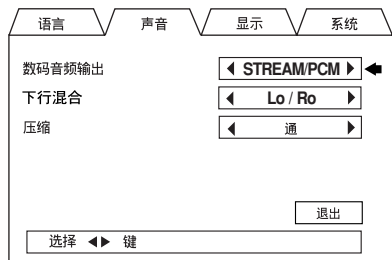 语言 声音 显示 系统
数码音频输出 ◀ STREAM/PCM ▶
下行混合 ◀ Lo / Ro ▶
压缩 ◀ 通 ▶
退出
选择 ◀▶ 键